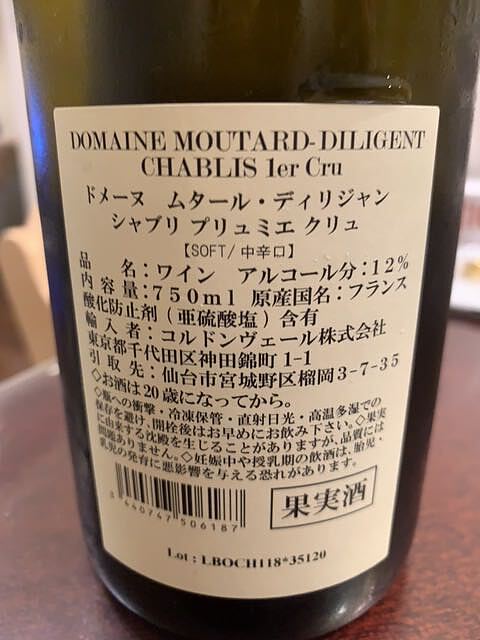 DOMAINE MOUTARD-DILIGENT
CHABLIS 1er Cru
ドメーヌ ムタール・ディリジャン
シャブリ プリュミエ クリュ
【SOFT/中辛口】
品 名:ワイン アルコール分:12%
内容量:750ml 原産国名:フランス
酸化防止剤(亜硫酸塩)含有
輸入者:コルドンヴェール株式会社
東京都千代田区神田錦町1-1
引取先:仙台市宮城野区榴岡3-7-35
◇お酒は20歳になってから。
◇瓶への衝撃・冷凍保管・直射日光・高温多湿での
保存を避け、開栓後はお早めにお飲み下さい。◇果実
に由来する沈殿を生じることがありますが、品質には
問題ありません。◇妊娠中や授乳期の飲酒は、胎児・
乳児の発育に悪影響を与える恐れがあります。
3 440747 506187
果実酒
Lot : LBOCH118*35120